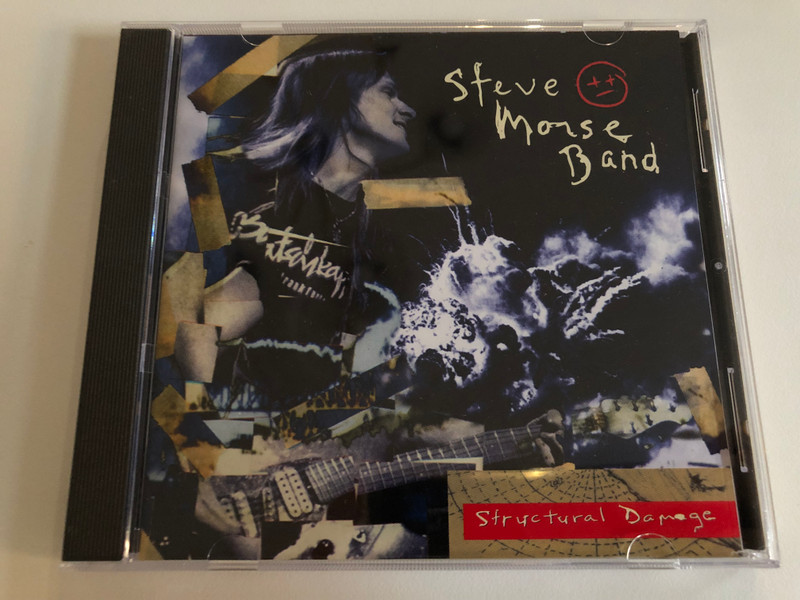 Steve
Morse
Band
Structural Damage